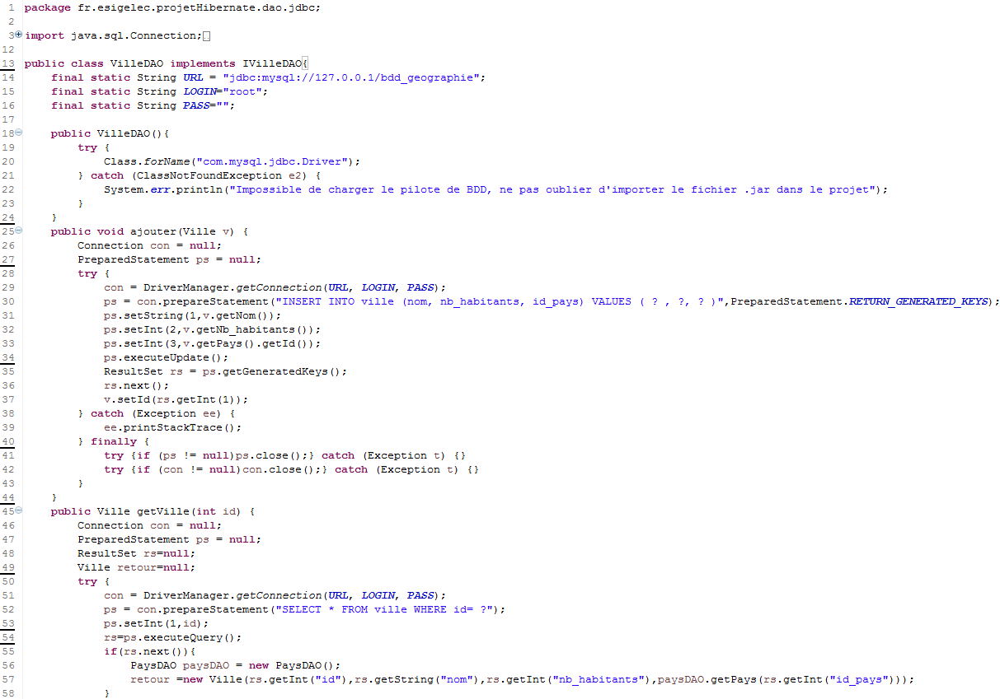 1 package fr.esigelec.projetHibernate.dao.jdbc;
2
3 import java.sql.Connection;
12
13 public class VilleDAO implements IVilleDAO{
14 final static String URL = "jdbc:mysql://127.0.0.1/bdd_geographie";
15 final static String LOGIN="root";
16 final static String PASS="";
17
18 public VilleDAO(){
19 try {
20 Class.forName("com.mysql.jdbc.Driver");
21 } catch (ClassNotFoundException e2) {
22 System.err.println("Impossible de charger le pilote de BDD, ne pas oublier d'importer le fichier .jar dans le projet");
23 }
24 }
25 public void ajouter(Ville v) {
26 Connection con = null;
27 PreparedStatement ps = null;
28 try {
29 con = DriverManager.getConnection(URL, LOGIN, PASS);
30 ps = con.prepareStatement("INSERT INTO ville (nom, nb_habitants, id_pays) VALUES ( ? , ?, ? )",PreparedStatement.RETURN_GENERATED_KEYS);
31 ps.setString(1,v.getNom());
32 ps.setInt(2,v.getNb_habitants());
33 ps.setInt(3,v.getPays().getId());
34 ps.executeUpdate();
35 ResultSet rs = ps.getGeneratedKeys();
36 rs.next();
37 v.setId(rs.getInt(1));
38 } catch (Exception ee) {
39 ee.printStackTrace();
40 } finally {
41 try {if (ps != null)ps.close();} catch (Exception t) {}
42 try {if (con != null)con.close();} catch (Exception t) {}
43 }
44 }
45 public Ville getVille(int id) {
46 Connection con = null;
47 PreparedStatement ps = null;
48 ResultSet rs=null;
49 Ville retour=null;
50 try {
51 con = DriverManager.getConnection(URL, LOGIN, PASS);
52 ps = con.prepareStatement("SELECT * FROM ville WHERE id= ?");
53 ps.setInt(1,id);
54 rs=ps.executeQuery();
55 if(rs.next()){
56 PaysDAO paysDAO = new PaysDAO();
57 retour =new Ville(rs.getInt("id"),rs.getString("nom"),rs.getInt("nb_habitants"),paysDAO.getPays(rs.getInt("id_pays")));
58 }